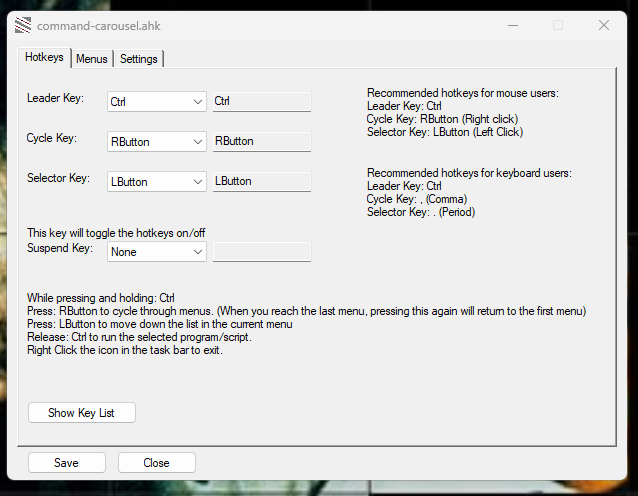 command-carousel.ahk
Hotkeys Menus Settings
Leader Key: Ctrl Ctrl
Cycle Key: RButton RButton
Selector Key: LButton LButton
Recommended hotkeys for mouse users:
Leader Key: Ctrl
Cycle Key: RButton (Right click)
Selector Key: LButton (Left Click)
Recommended hotkeys for keyboard users:
Leader Key: Ctrl
Cycle Key: , (Comma)
Selector Key: . (Period)
This key will toggle the hotkeys on/off
Suspend Key: None
While pressing and holding: Ctrl
Press: RButton to cycle through menus. (When you reach the last menu, pressing this again will return to the first menu)
Press: LButton to move down the list in the current menu
Release: Ctrl to run the selected program/script.
Right Click the icon in the task bar to exit.
Show Key List
Save Close